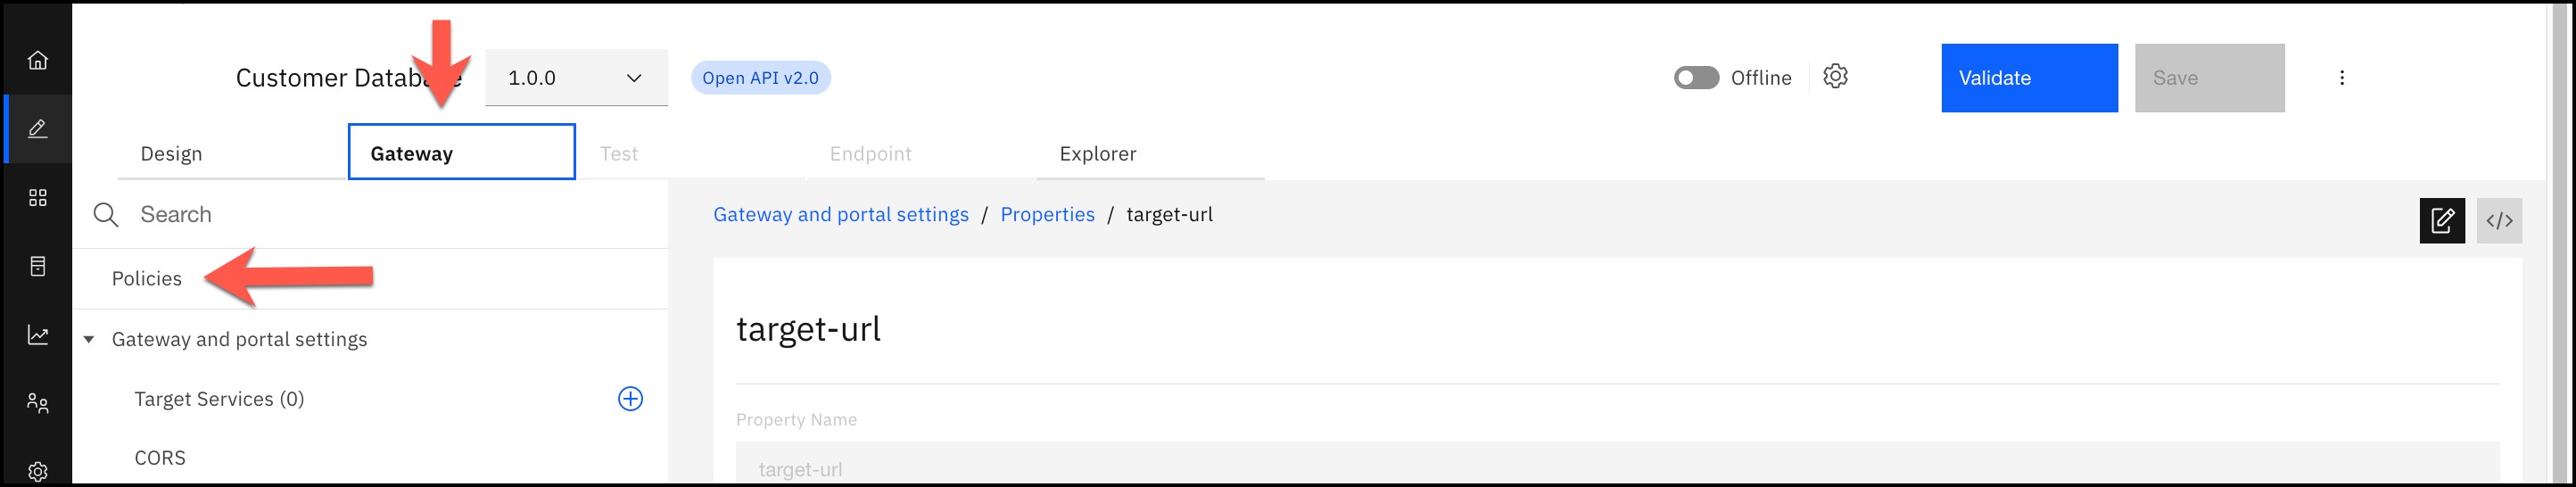 Customer Database
1.0.0
Open API v2.0
Offline
Validate
Save
Design
Gateway
Test
Endpoint
Explorer
Search
Policies
Gateway and portal settings
Target Services (0)
CORS
Gateway and portal settings / Properties / target-url
</>
target-url
Property Name
target-url